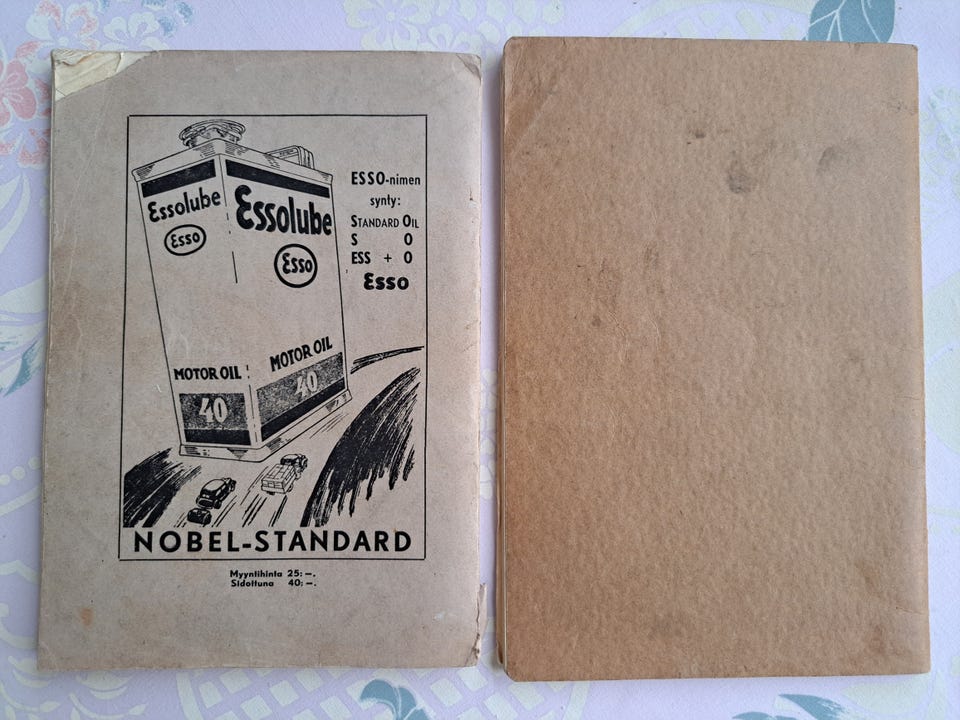 Essolube
Esso
MOTOR OIL
40
Essolube
Esso
MOTOR OIL
40
ESSO-nimen
synty:
STANDARD OIL
S O
ESS + O
Esso
NOBEL-STANDARD
Myyntihinta 25:—.
Sidottuna 40:—.